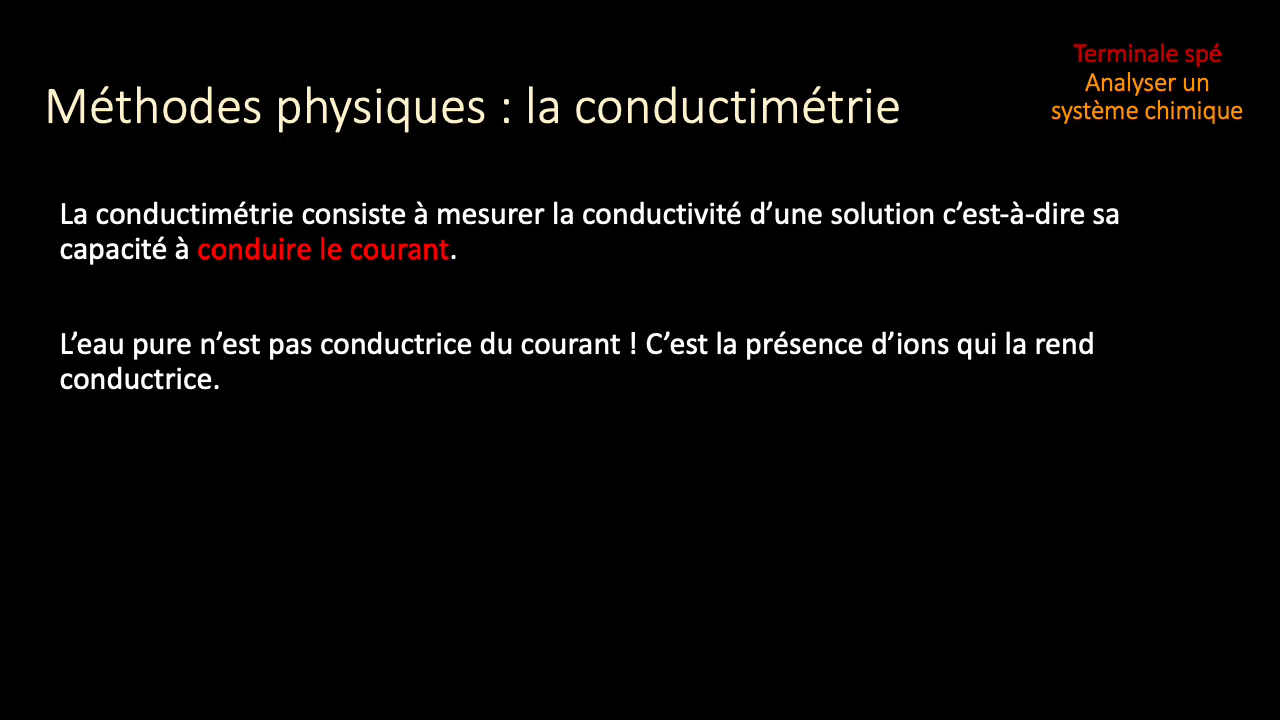 Terminale spé
Analyser un
système chimique
Méthodes physiques : la conductimétrie
La conductimétrie consiste à mesurer la conductivité d’une solution c’est-à-dire sa
capacité à conduire le courant.
L’eau pure n’est pas conductrice du courant ! C’est la présence d’ions qui la rend
conductrice.